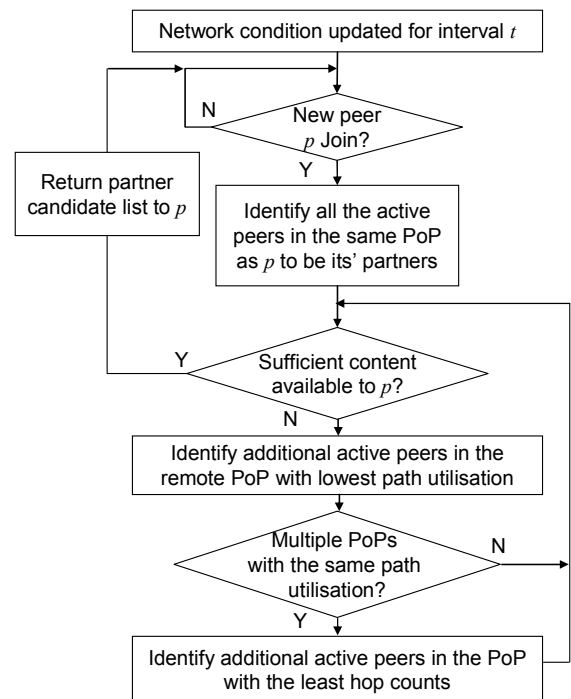 Network condition updated for interval t
N
New peer
p Join?
Y
Return partner
candidate list to p
Identify all the active
peers in the same PoP
as p to be its' partners
Y
Sufficient content
available to p?
N
Identify additional active peers in the
remote PoP with lowest path utilisation
Multiple PoPs
with the same path
utilisation?
N
Y
Identify additional active peers in the PoP
with the least hop counts